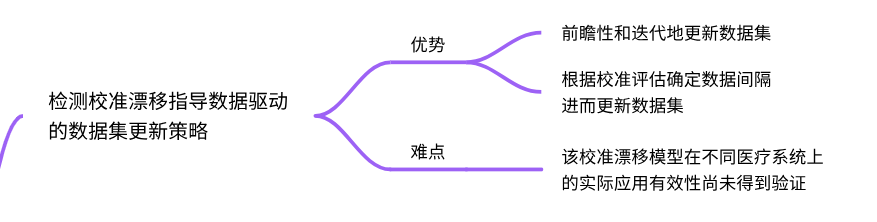 检测校准漂移指导数据驱动
的数据集更新策略
优势
前瞻性和迭代地更新数据集
根据校准评估确定数据间隔
进而更新数据集
难点
该校准漂移模型在不同医疗系统上
的实际应用有效性尚未得到验证